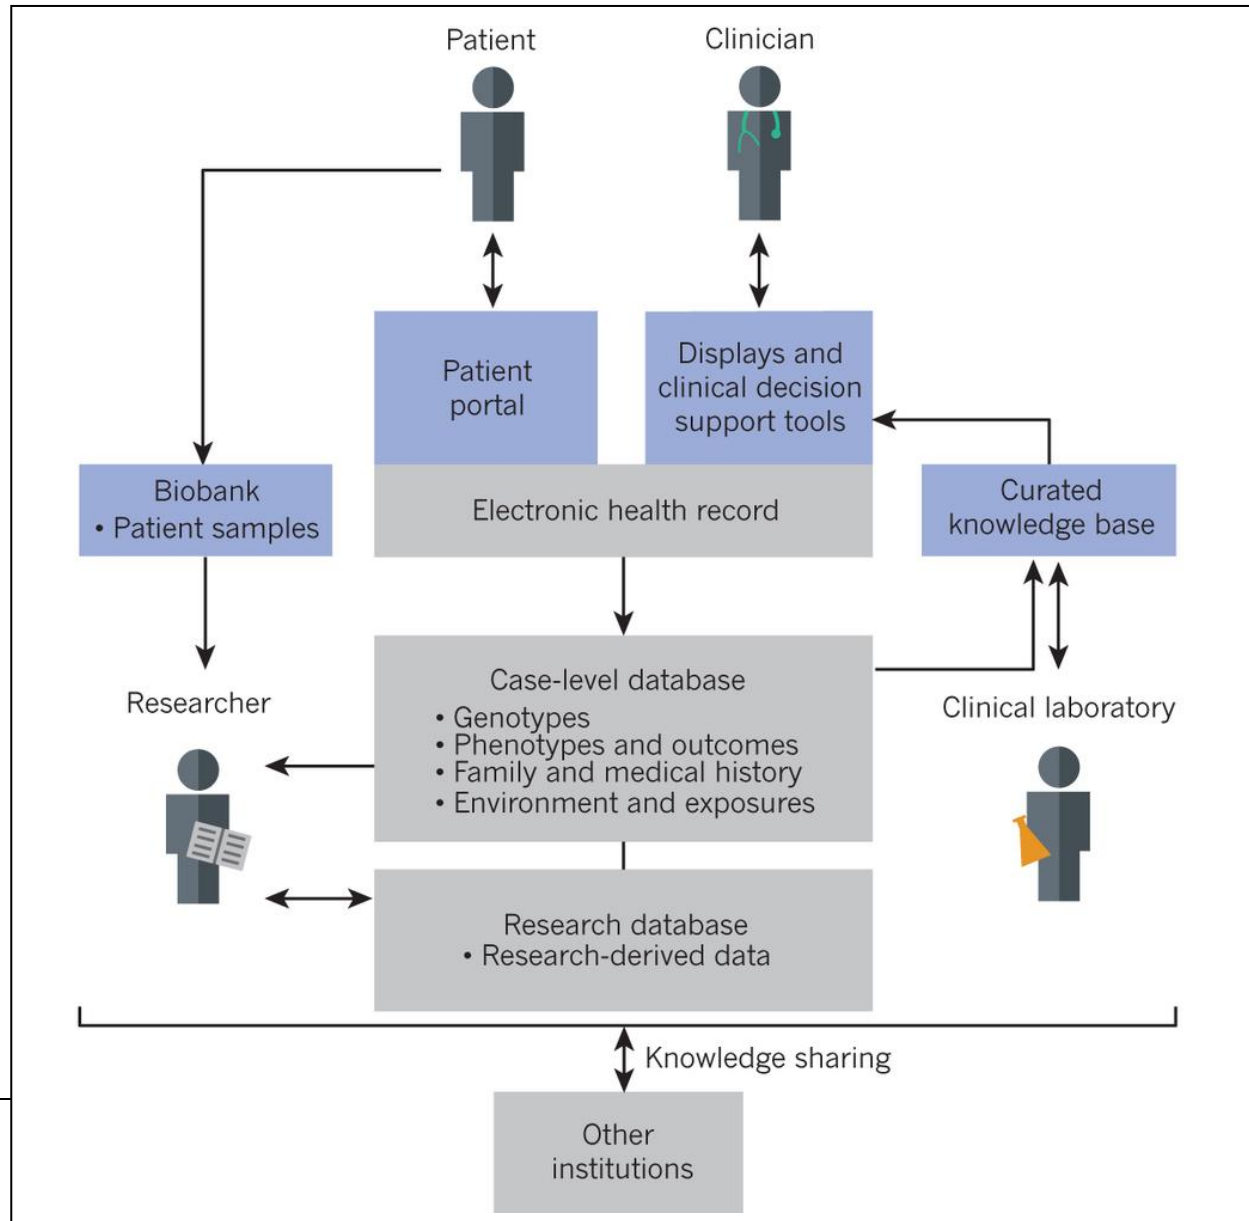 Patient
Clinician
Patient
portal
Displays and
clinical decision
support tools
Biobank
• Patient samples
Electronic health record
Curated
knowledge base
Researcher
Case-level database
• Genotypes
• Phenotypes and outcomes
• Family and medical history
• Environment and exposures
Clinical laboratory
Research database
• Research-derived data
Knowledge sharing
Other
institutions